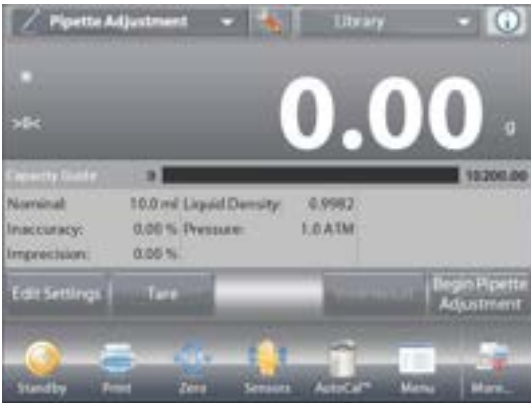 Pipette Adjustment Library
>0<
0.00 g
Capacity Guide 0 10200.00
Nominal: 10.0 ml Liquid Density: 0.9982
Inaccuracy: 0.00 % Pressure: 1.0 ATM
Imprecision: 0.00 %
Edit Settings Tare Begin Pipette
Adjustment
Standby Print Zero Sensors AutoCal™ Menu More...